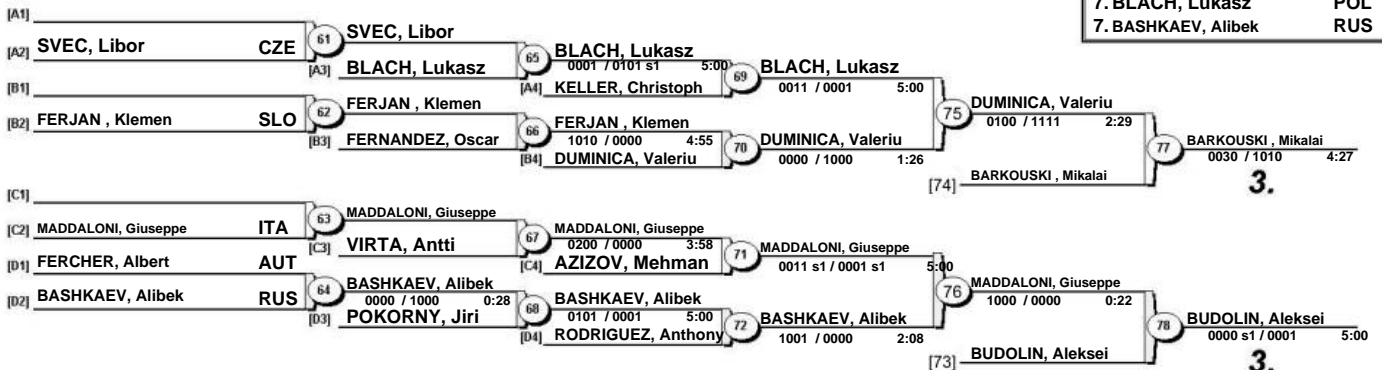 7. BLACH, Lukasz POL
7. BASHKAEV, Alibek RUS
[A1]
[A2] SVEC, Libor CZE
61 SVEC, Libor
[A3] BLACH, Lukasz
65 BLACH, Lukasz
0001 / 0101 s1 5:00
[A4] KELLER, Christoph
69 BLACH, Lukasz
0011 / 0001 5:00
[B1]
[B2] FERJAN , Klemen SLO
62 FERJAN , Klemen
[B3] FERNANDEZ, Oscar
66 FERJAN , Klemen
1010 / 0000 4:55
[B4] DUMINICA, Valeriu
70 DUMINICA, Valeriu
0000 / 1000 1:26
75 DUMINICA, Valeriu
0100 / 1111 2:29
[74] BARKOUSKI , Mikalai
77 BARKOUSKI , Mikalai
0030 / 1010 4:27
3.
[C1]
[C2] MADDALONI, Giuseppe ITA
63 MADDALONI, Giuseppe
[C3] VIRTA, Antti
67 MADDALONI, Giuseppe
0200 / 0000 3:58
[C4] AZIZOV, Mehman
71 MADDALONI, Giuseppe
0011 s1 / 0001 s1 5:00
[D1] FERCHER, Albert AUT
[D2] BASHKAEV, Alibek RUS
64 BASHKAEV, Alibek
0000 / 1000 0:28
[D3] POKORNY, Jiri
68 BASHKAEV, Alibek
0101 / 0001 5:00
[D4] RODRIGUEZ, Anthony
72 BASHKAEV, Alibek
1001 / 0000 2:08
76 MADDALONI, Giuseppe
1000 / 0000 0:22
[73] BUDOLIN, Aleksei
78 BUDOLIN, Aleksei
0000 s1 / 0001 5:00
3.